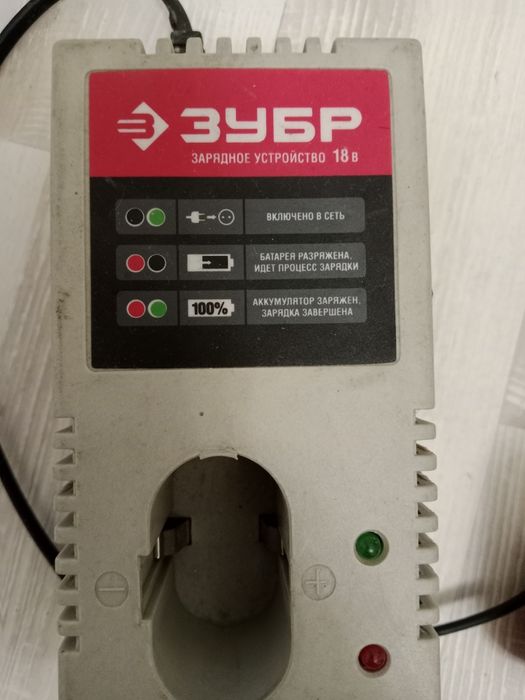 ЗУБР
ЗАРЯДНОЕ УСТРОЙСТВО 18 В
ВКЛЮЧЕНО В СЕТЬ
БАТАРЕЯ РАЗРЯЖЕНА,
ИДЕТ ПРОЦЕСС ЗАРЯДКИ
100%
АККУМУЛЯТОР ЗАРЯЖЕН,
ЗАРЯДКА ЗАВЕРШЕНА
− +